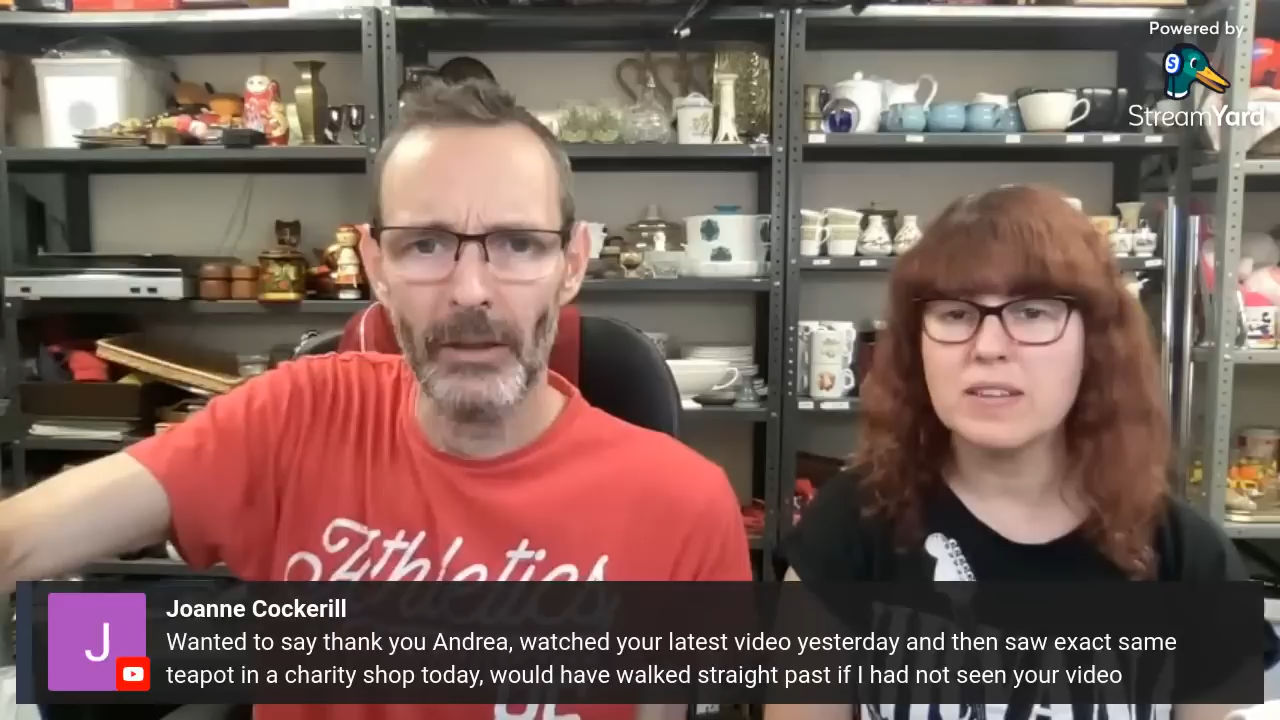 Powered by
StreamYard
Athletics
Joanne Cockerill
J
Wanted to say thank you Andrea, watched your latest video yesterday and then saw exact same
teapot in a charity shop today, would have walked straight past if I had not seen your video